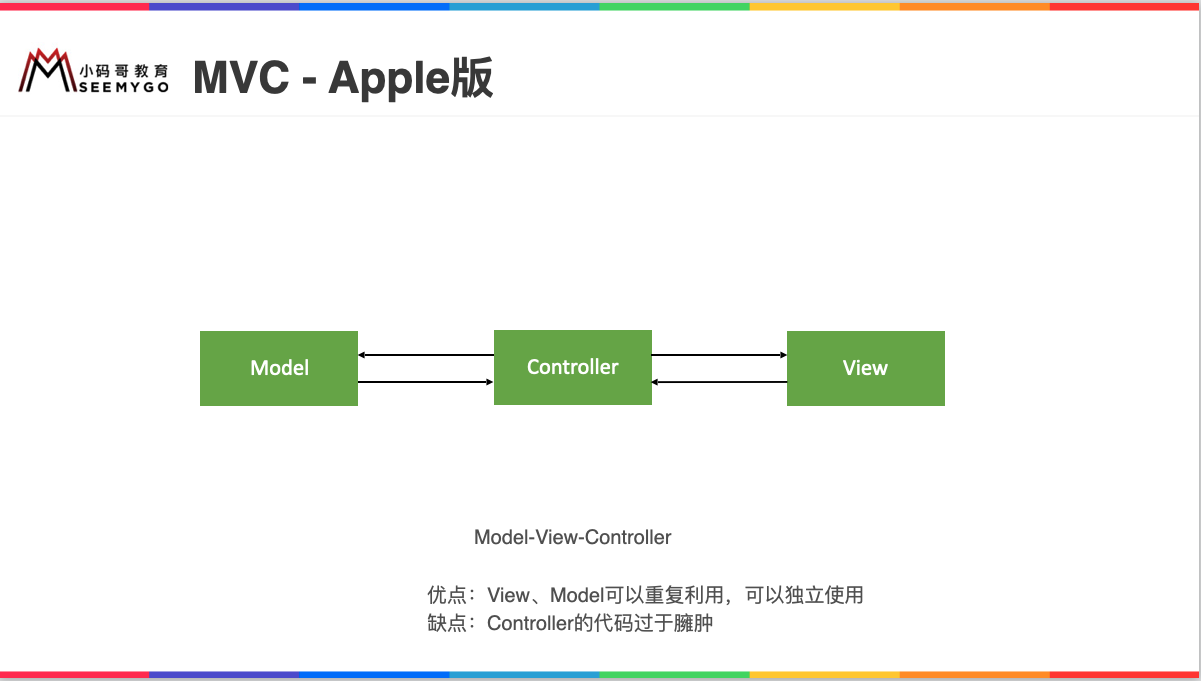 小码哥教育
SEEMYGO
MVC - Apple版
Model
Controller
View
Model-View-Controller
优点：View、Model可以重复利用，可以独立使用
缺点：Controller的代码过于臃肿